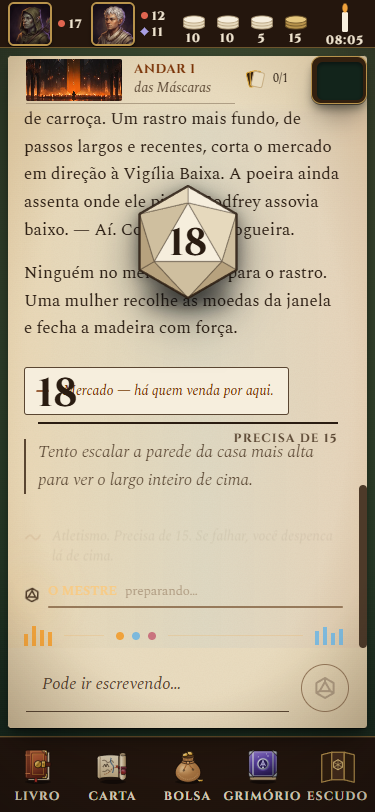 17
12
11
10
10
5
15
08:05
ANDAR I
das Máscaras
0/1
de carroça. Um rastro mais fundo, de
passos largos e recentes, corta o mercado
em direção à Vigília Baixa. A poeira ainda
assenta onde ele dfrey assovia
baixo. — Aí. ogueira.
18
Ninguém no para o rastro.
Uma mulher recolhe as moedas da janela
e fecha a madeira com força.
18
ercado — há quem venda por aqui.
PRECISA DE 15
Tento escalar a parede da casa mais alta
para ver o largo inteiro de cima.
Atletismo. Precisa de 15. Se falhar, você despenca
lá de cima.
O MESTRE preparando...
Pode ir escrevendo...
LIVRO
CARTA
BOLSA
GRIMÓRIO
ESCUDO